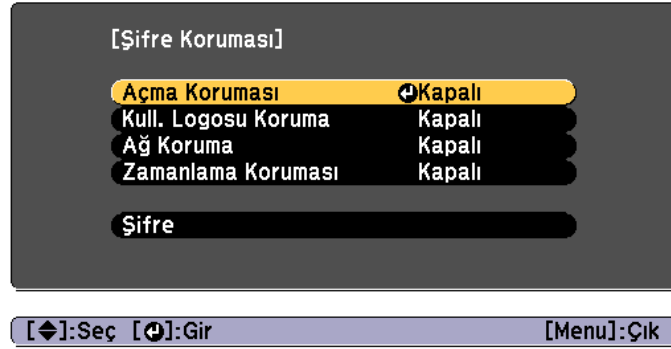 [Şifre Koruması]
Açma Koruması Kapalı
Kull. Logosu Koruma Kapalı
Ağ Koruma Kapalı
Zamanlama Koruması Kapalı
Şifre
[◆]:Seç [↵]:Gir [Menu]:Çık